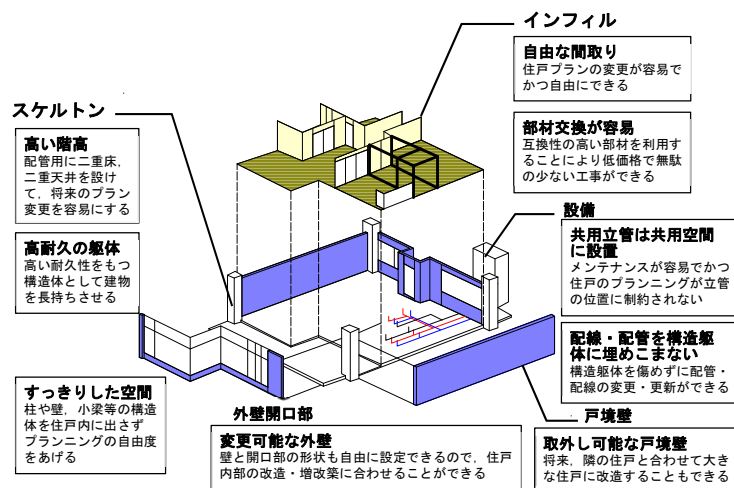 インフィル
自由な間取り
住戸プランの変更が容易で
かつ自由にできる
部材交換が容易
互換性の高い部材を利用す
ることにより低価格で無駄
の少ない工事ができる
スケルトン
高い階高
配管用に二重床，
二重天井を設け
て，将来のプラン
変更を容易にする
高耐久の躯体
高い耐久性をもつ
構造体として建物
を長持ちさせる
すっきりした空間
柱や壁，小梁等の構造
体を住戸内に出さず
プランニングの自由度
をあげる
設備
共用立管は共用空間
に設置
メンテナンスが容易でかつ
住戸のプランニングが立管
の位置に制約されない
配線・配管を構造躯
体に埋めこまない
構造躯体を傷めずに配管・
配線の変更・更新ができる
外壁開口部
変更可能な外壁
壁と開口部の形状も自由に設定できるので，住戸
内部の改造・増改築に合わせることができる
戸境壁
取外し可能な戸境壁
将来，隣の住戸と合わせて大き
な住戸に改造することもできる